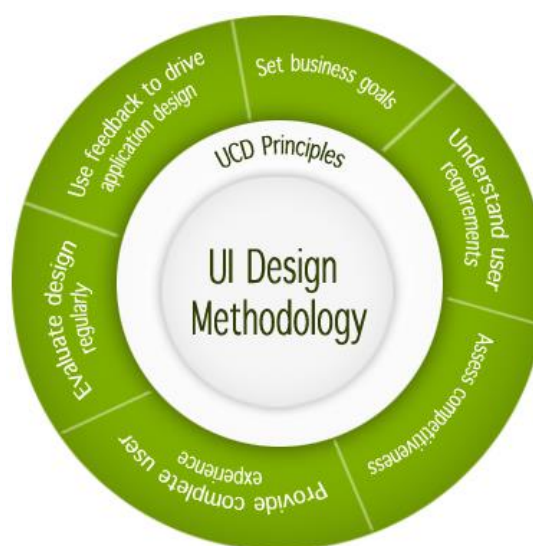 UI Design
Methodology
UCD Principles
Set business goals
Understand user
requirements
Assess competitiveness
Provide complete user
experience
Evaluate design
regularly
Use feedback to drive
application design